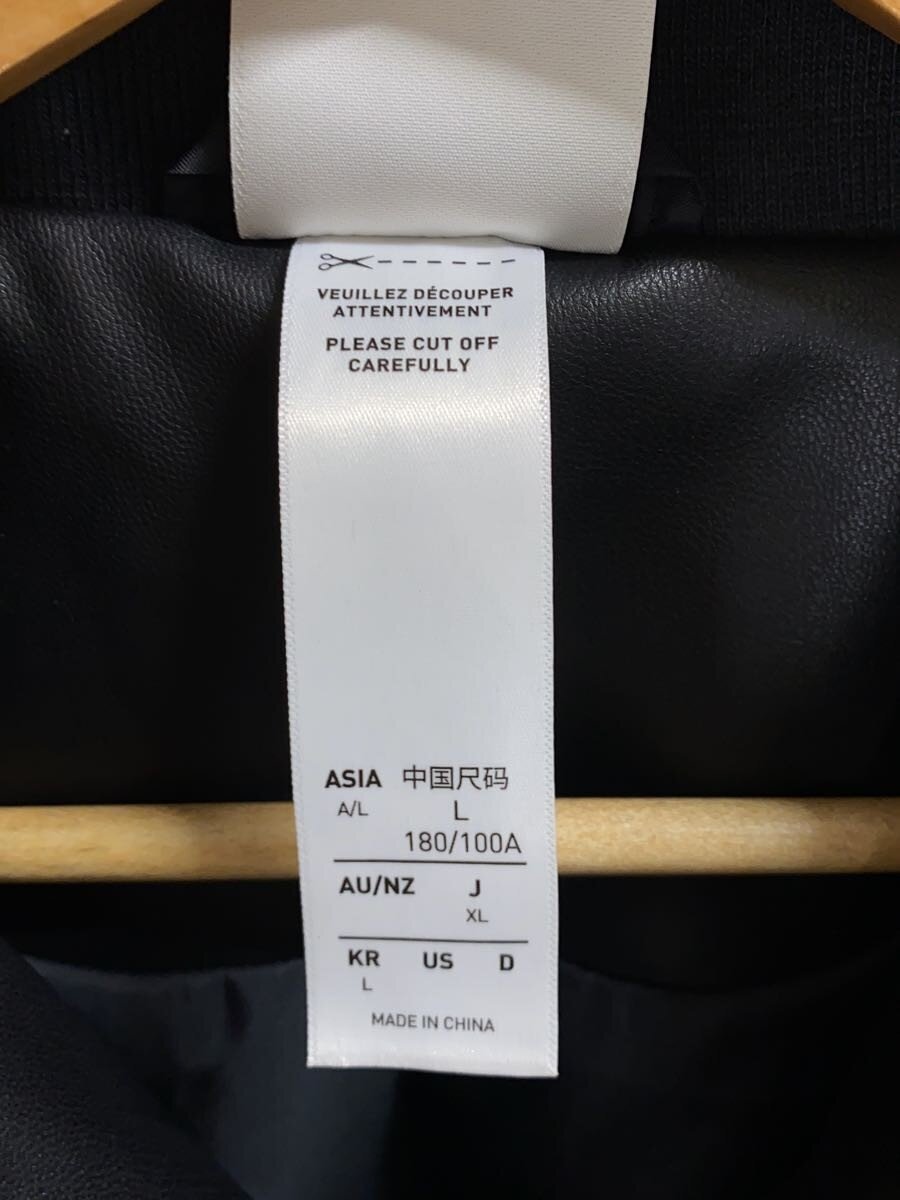 VEUILLEZ DÉCOUPER
ATTENTIVEMENT
PLEASE CUT OFF
CAREFULLY
ASIA 中国尺码
A/L L
180/100A
AU/NZ J
XL
KR US D
L
MADE IN CHINA